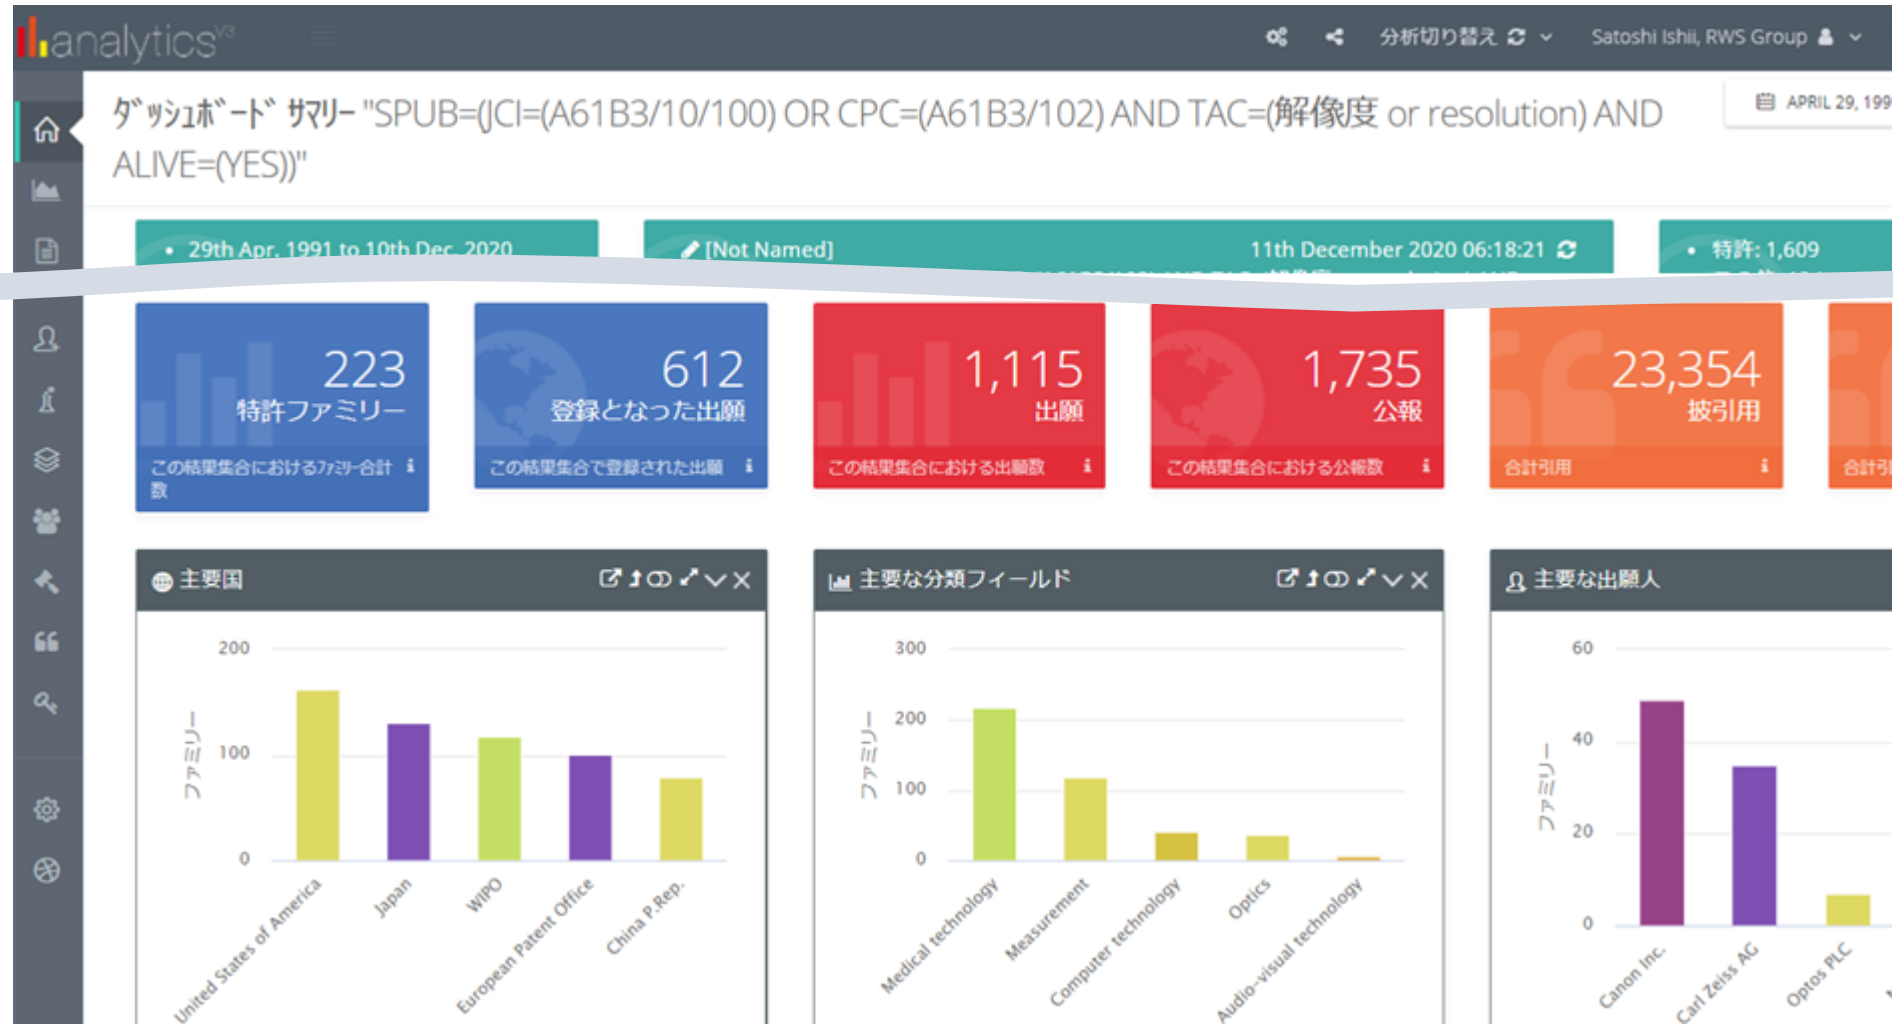 analytics V3
分析切り替え
Satoshi Ishii, RWS Group
ﾀﾞｯｼｭﾎﾞｰﾄﾞ ｻﾏﾘｰ "SPUB=(JCI=(A61B3/10/100) OR CPC=(A61B3/102) AND TAC=(解像度 or resolution) AND
ALIVE=(YES))"
APRIL 29, 199
• 29th Apr. 1991 to 10th Dec. 2020
[Not Named]
11th December 2020 06:18:21
• 特許: 1,609
223
特許ファミリー
この結果集合におけるﾌｧﾐﾘｰ合計
数
612
登録となった出願
この結果集合で登録された出願
1,115
出願
この結果集合における出願数
1,735
公報
この結果集合における公報数
23,354
披引用
合計引用
合計引
主要国
200
100
0
ファミリー
United States of America
Japan
WIPO
European Patent Office
China P.Rep.
主要な分類フィールド
300
200
100
0
ファミリー
Medical technology
Measurement
Computer technology
Optics
Audio-visual technology
主要な出願人
60
40
20
0
ファミリー
Canon Inc.
Carl Zeiss AG
Optos PLC